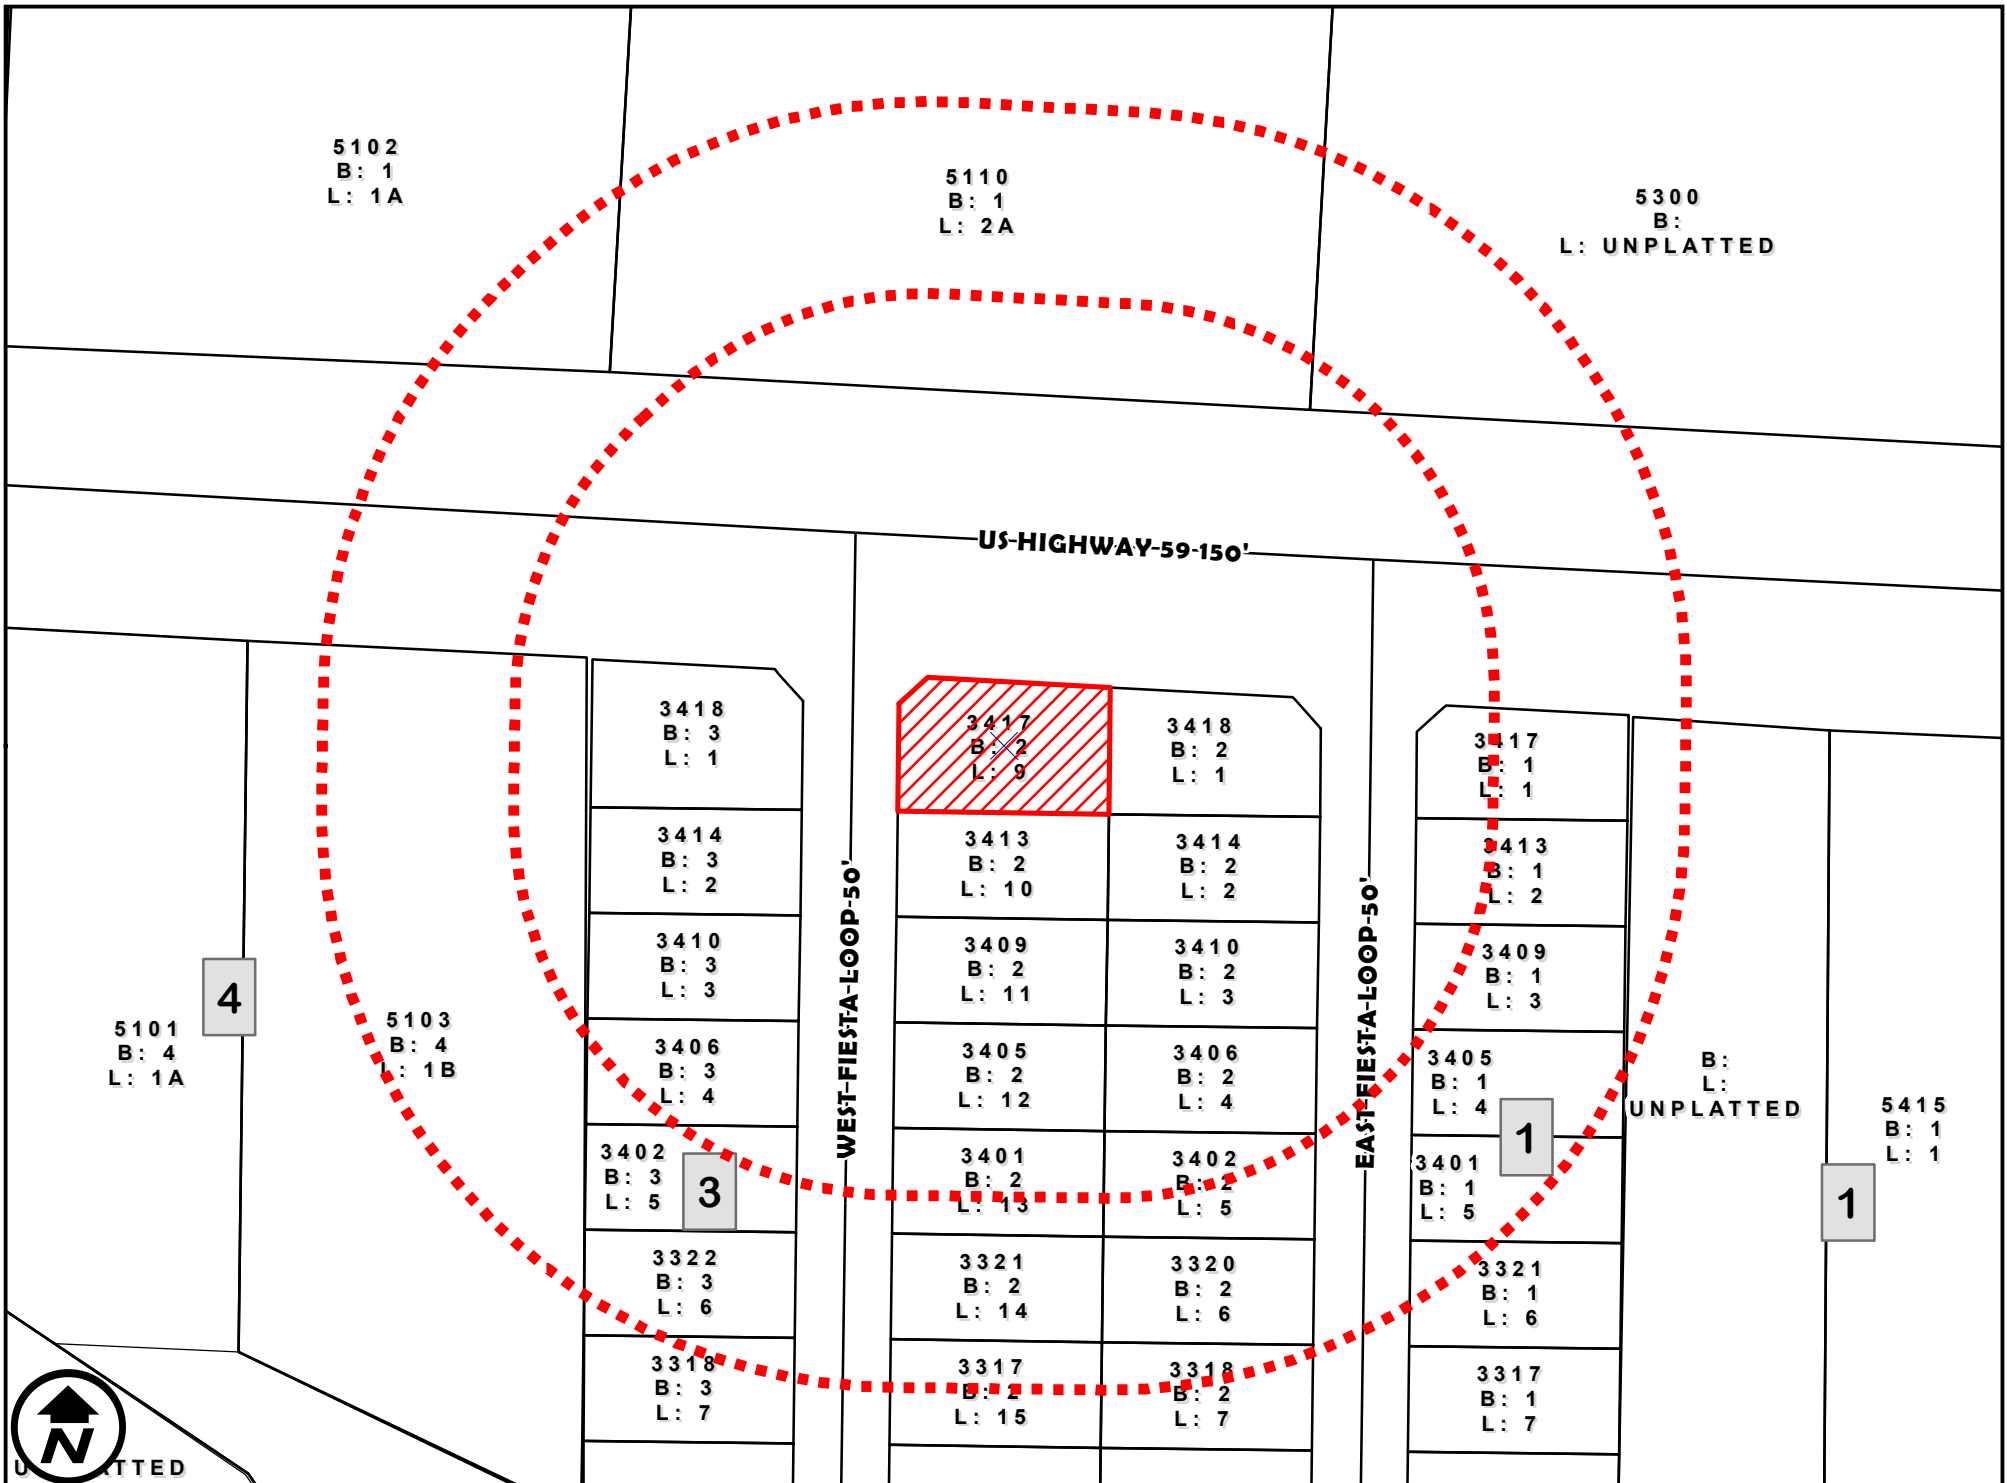 5102
B: 1
L: 1A
5110
B: 1
L: 2A
5300
B:
L: UNPLATTED
US-HIGHWAY-59-150'
3418
B: 3
L: 1
3417
B: 2
L: 9
3418
B: 2
L: 1
3417
B: 1
L: 1
3414
B: 3
L: 2
3413
B: 2
L: 10
3414
B: 2
L: 2
3413
B: 1
L: 2
3410
B: 3
L: 3
3409
B: 2
L: 11
3410
B: 2
L: 3
3409
B: 1
L: 3
WEST-FIESTA-LOOP-50'
EAST-FIESTA-LOOP-50'
4
5101
B: 4
L: 1A
5103
B: 4
L: 1B
3406
B: 3
L: 4
3405
B: 2
L: 12
3406
B: 2
L: 4
3405
B: 1
L: 4
B:
L:
UNPLATTED
5415
B: 1
L: 1
1
1
3402
B: 3
L: 5
3
3401
B: 2
L: 13
3402
B: 2
L: 5
3401
B: 1
L: 5
3322
B: 3
L: 6
3321
B: 2
L: 14
3320
B: 2
L: 6
3321
B: 1
L: 6
3318
B: 3
L: 7
3317
B: 2
L: 15
3318
B: 2
L: 7
3317
B: 1
L: 7
N